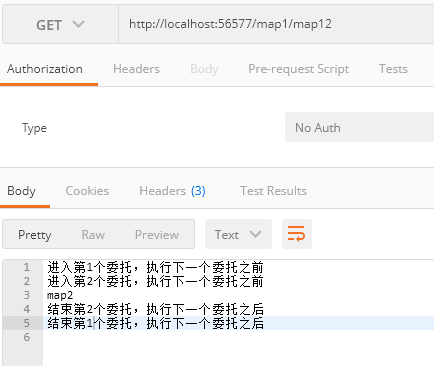 GET http://localhost:56577/map1/map12
Authorization Headers Body Pre-request Script Tests
Type No Auth
Body Cookies Headers (3) Test Results
Pretty Raw Preview Text
1 进入第1个委托，执行下一个委托之前
2 进入第2个委托，执行下一个委托之前
3 map2
4 结束第2个委托，执行下一个委托之后
5 结束第1个委托，执行下一个委托之后
6